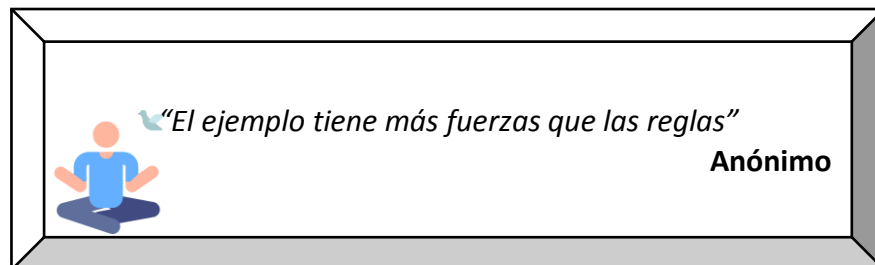 “El ejemplo tiene más fuerzas que las reglas”
Anónimo